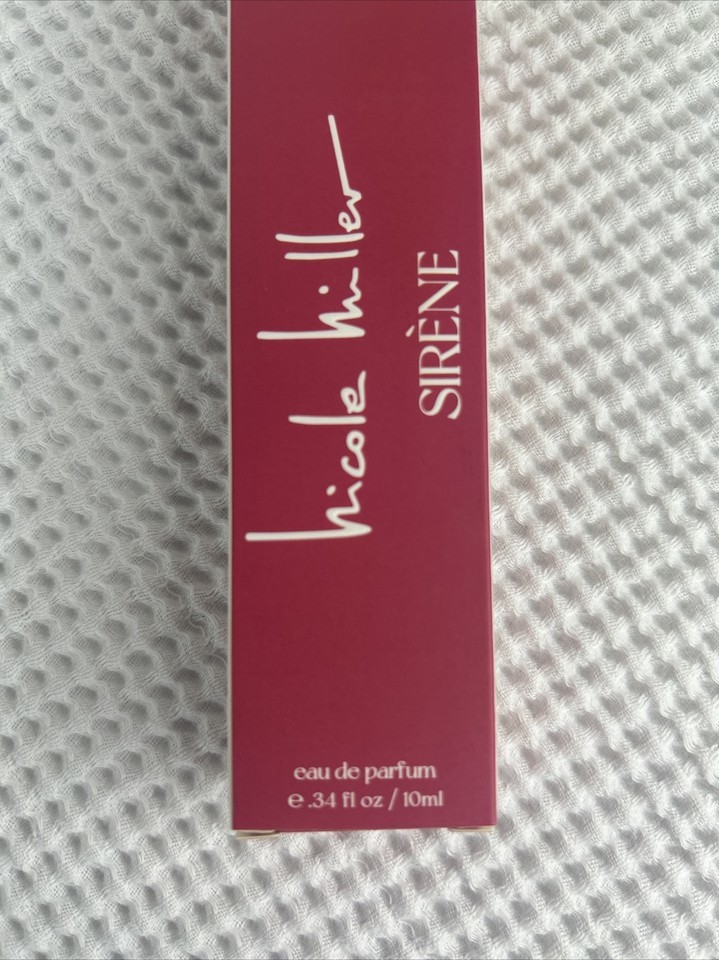 Nicole Miller
SIRÈNE
eau de parfum
℮ .34 fl oz / 10ml